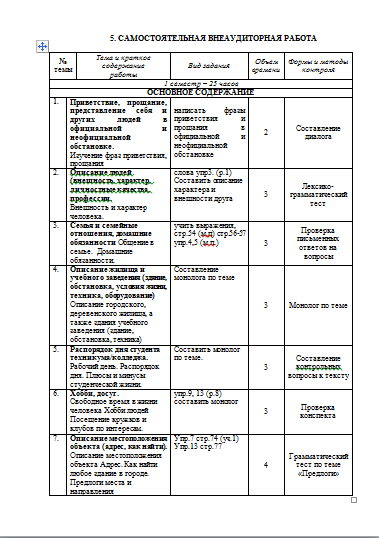 5. САМОСТОЯТЕЛЬНАЯ ВНЕАУДИТОРНАЯ РАБОТА
№ темы
Тема и краткое содержание работы
Вид задания
Объем времени
Формы и методы контроля
1 семестр – 25 часов
ОСНОВНОЕ СОДЕРЖАНИЕ
1.
Приветствие, прощание,
представление себя и
других людей в
официальной и
неофициальной
обстановке.
Изучение фраз приветствия,
прощания
написать фразы
приветствия и
прощания в
официальной и
неофициальной
обстановке
2
Составление
диалога
2.
Описание людей
(внешность, характер,
личностные качества,
профессии).
Внешность и характер
человека.
слова упр3. (р.1)
Составить описание
характера и
внешности друга
3
Лексико-
грамматический
тест
3.
Семья и семейные
отношения, домашние
обязанности Общение в
семье. Домашние
обязанности.
учить выражения,
стр.54 (м,д) стр.56-57
упр.4,5 (м,д.)
3
Проверка
письменных
ответов на
вопросы
4.
Описание жилища и
учебного заведения (здание,
обстановка, условия жизни,
техника, оборудование)
Описание городского,
деревенского жилища, а
также здания учебного
заведения (здание,
обстановка, техника)
Составление
монолога по теме
3
Монолог по теме
5.
Распорядок дня студента
техникума/колледжа.
Рабочий день. Распорядок
дня. Плюсы и минусы
студенческой жизни.
Составить монолог
по теме.
3
Составление
контрольных
вопросы к тексту
6.
Хобби, досуг.
Свободное время в жизни
человека Хобби людей
Посещение кружков и
клубов по интересам.
упр.9, 13 (р.8)
составить монолог
3
Проверка
конспекта
7.
Описание местоположения
объекта (адрес, как найти).
Описание местоположения
объекта Адрес. Как найти
любое здание в городе.
Предлоги места и
направления
Упр.7 стр.74 (уч.1)
Упр.13 стр.77
4
Грамматический
тест по теме
«Предлоги»